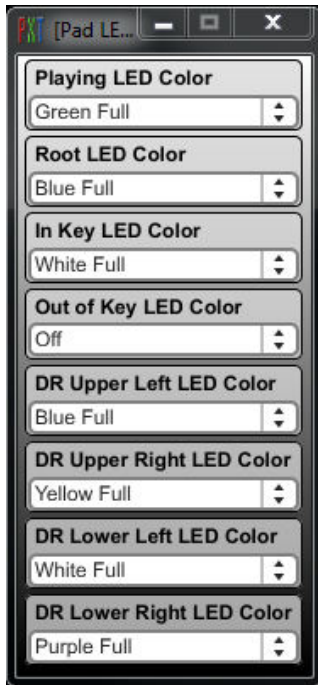 PXT [Pad LE...
Playing LED Color
Green Full
Root LED Color
Blue Full
In Key LED Color
White Full
Out of Key LED Color
Off
DR Upper Left LED Color
Blue Full
DR Upper Right LED Color
Yellow Full
DR Lower Left LED Color
White Full
DR Lower Right LED Color
Purple Full